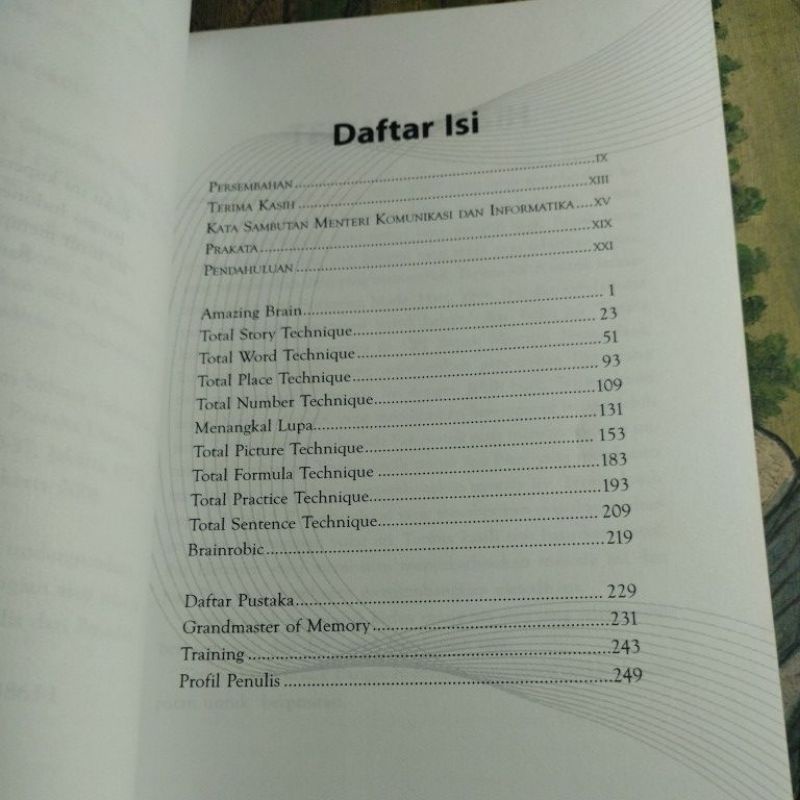 Daftar Isi
PERSEMBAHAN....................IX
TERIMA KASIH....................XIII
KATA SAMBUTAN MENTERI KOMUNIKASI DAN INFORMATIKA....XV
PRAKATA....................XIX
PENDAHULUAN....................XXI
Amazing Brain....................1
Total Story Technique....................23
Total Word Technique....................51
Total Place Technique....................93
Total Number Technique....................109
Menangkal Lupa....................131
Total Picture Technique....................153
Total Formula Technique....................183
Total Practice Technique....................193
Total Sentence Technique....................209
Brainrobic....................219
Daftar Pustaka....................229
Grandmaster of Memory....................231
Training....................243
Profil Penulis....................249